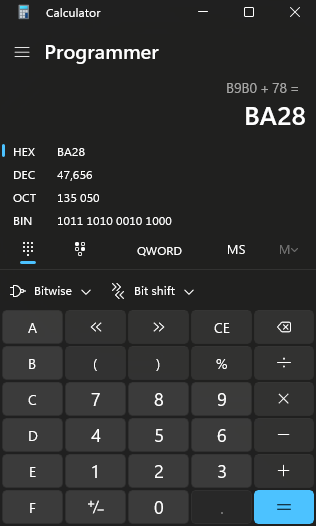 Calculator
Programmer
B9B0 + 78 =
BA28
HEX BA28
DEC 47,656
OCT 135 050
BIN 1011 1010 0010 1000
QWORD MS M
Bitwise Bit shift
A << >> CE
B ( ) % ÷
C 7 8 9 ×
D 4 5 6 −
E 1 2 3 +
F +/− 0 . =